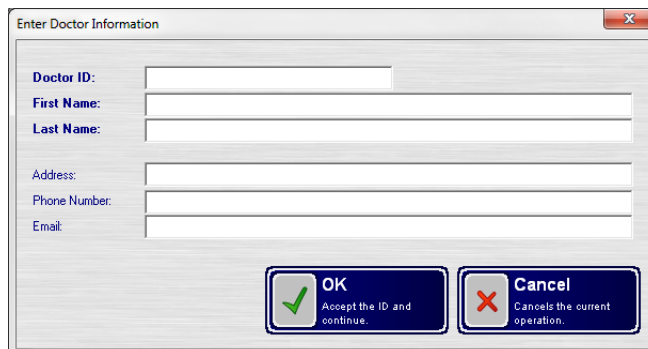 Enter Doctor Information
Doctor ID:
First Name:
Last Name:
Address:
Phone Number:
Email:
OK
Accept the ID and
continue.
Cancel
Cancels the current
operation.